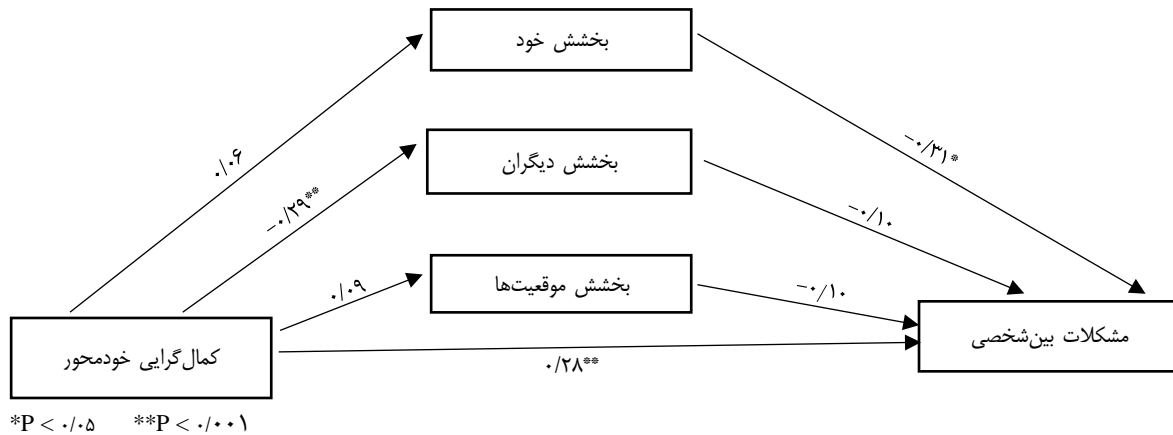 بخشش خود
۰/۰۶
-۰/۳۱*
بخشش دیگران
-۰/۲۹**
-۰/۱۰
بخشش موقعیت‌ها
۰/۰۹
-۰/۱۰
مشکلات بین‌شخصی
کمال‌گرایی خودمحور
۰/۲۸**
*P < ۰/۰۵ **P < ۰/۰۰۱